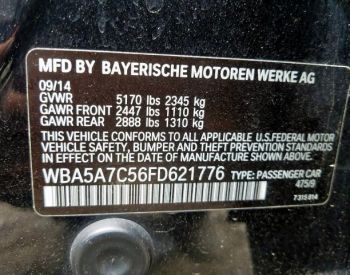 MFD BY BAYERISCHE MOTOREN WERKE AG
09/14
GVWR 5170 lbs 2345 kg
GAWR FRONT 2447 lbs 1110 kg
GAWR REAR 2888 lbs 1310 kg
THIS VEHICLE CONFORMS TO ALL APPLICABLE U.S.FEDERAL MOTOR
VEHICLE SAFETY, BUMPER AND THEFT PREVENTION STANDARDS
IN EFFECT ON THE DATE OF MANUFACTURE SHOWN ABOVE.
WBA5A7C56FD621776 TYPE: PASSENGER CAR
475/9
7315814